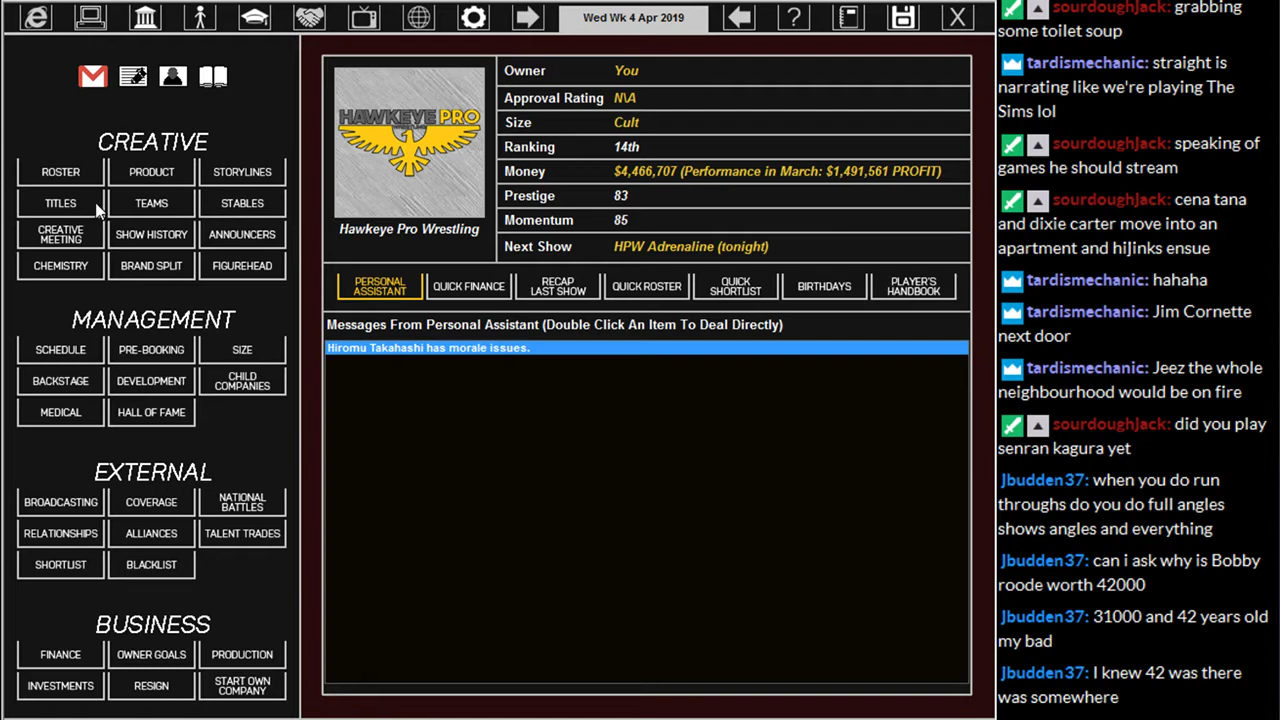 Wed Wk 4 Apr 2019
?
X
CREATIVE
ROSTER
PRODUCT
STORYLINES
TITLES
TEAMS
STABLES
CREATIVE
MEETING
SHOW HISTORY
ANNOUNCERS
CHEMISTRY
BRAND SPLIT
FIGUREHEAD
MANAGEMENT
SCHEDULE
PRE-BOOKING
SIZE
BACKSTAGE
DEVELOPMENT
CHILD
COMPANIES
MEDICAL
HALL OF FAME
EXTERNAL
BROADCASTING
COVERAGE
NATIONAL
BATTLES
RELATIONSHIPS
ALLIANCES
TALENT TRADES
SHORTLIST
BLACKLIST
BUSINESS
FINANCE
OWNER GOALS
PRODUCTION
INVESTMENTS
RESIGN
START OWN
COMPANY
HAWKEYE PRO
Hawkeye Pro Wrestling
Owner You
Approval Rating N\A
Size Cult
Ranking 14th
Money $4,466,707 (Performance in March: $1,491,561 PROFIT)
Prestige 83
Momentum 85
Next Show HPW Adrenaline (tonight)
PERSONAL
ASSISTANT
QUICK FINANCE
RECAP
LAST SHOW
QUICK ROSTER
QUICK
SHORTLIST
BIRTHDAYS
PLAYER'S
HANDBOOK
Messages From Personal Assistant (Double Click An Item To Deal Directly)
Hiromu Takahashi has morale issues.
sourdoughJack: grabbing
some toilet soup
tardismechanic: straight is
narrating like we're playing The
Sims lol
sourdoughJack: speaking of
games he should stream
sourdoughJack: cena tana
and dixie carter move into an
apartment and hiJinks ensue
tardismechanic: hahaha
tardismechanic: Jim Cornette
next door
tardismechanic: Jeez the whole
neighbourhood would be on fire
sourdoughJack: did you play
senran kagura yet
Jbudden37: when you do run
throughs do you do full angles
shows angles and everything
Jbudden37: can i ask why is Bobby
roode worth 42000
Jbudden37: 31000 and 42 years old
my bad
Jbudden37: I knew 42 was there
was somewhere